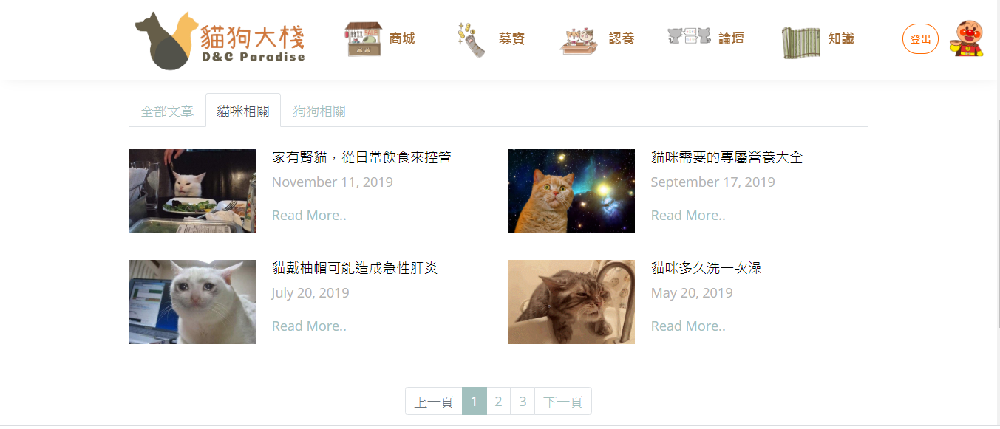 貓狗大棧
D&C Paradise
SALE
商城
募資
認養
論壇
知識
登出
全部文章
貓咪相關
狗狗相關
家有腎貓，從日常飲食來控管
November 11, 2019
Read More..
貓咪需要的專屬營養大全
September 17, 2019
Read More..
貓戴柚帽可能造成急性肝炎
July 20, 2019
Read More..
貓咪多久洗一次澡
May 20, 2019
Read More..
上一頁
1
2
3
下一頁